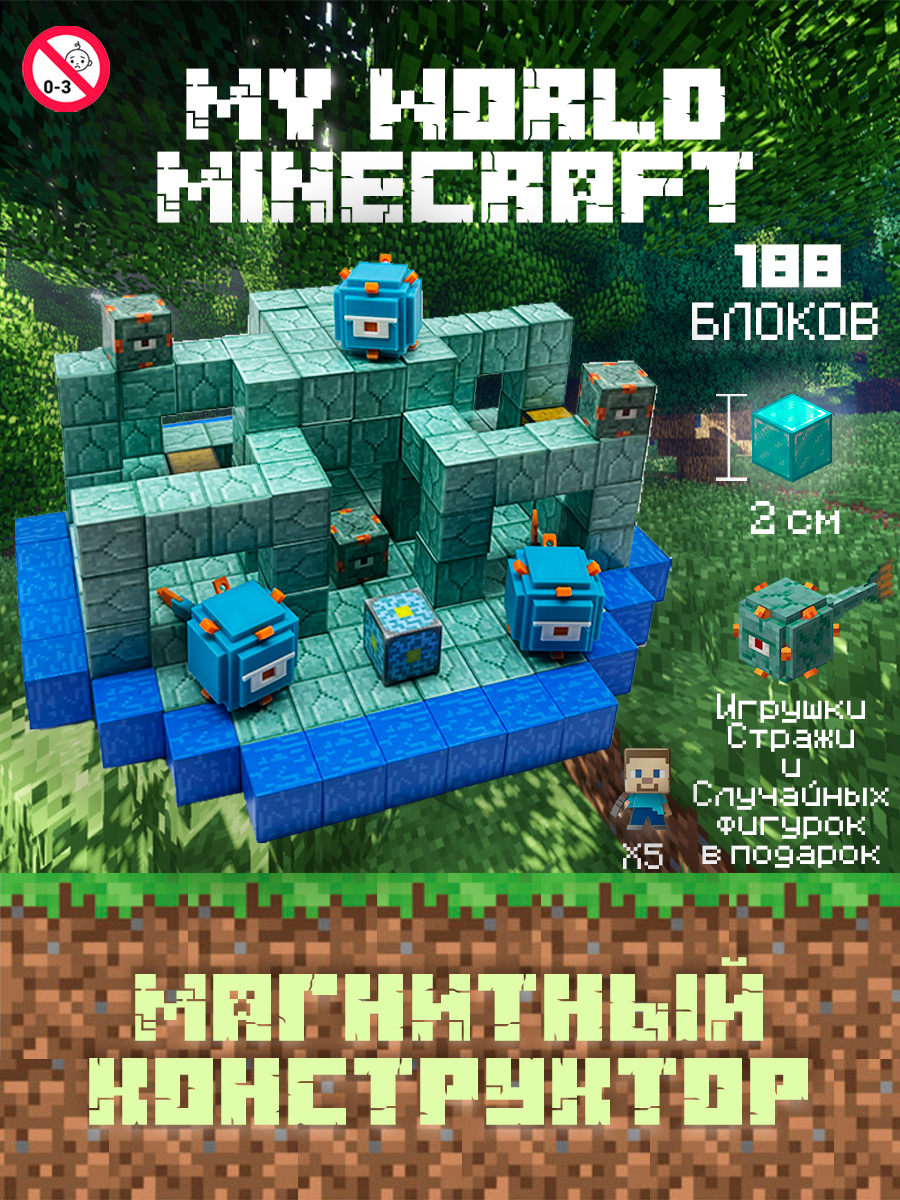 0-3
MY WORLD
MINECRAFT
188
БЛОКОВ
2 см
Игрушки
Стражи
и
Случайных
фигурок
в подарок
X5
МАГНИТНЫЙ
КОНСТРУКТОР